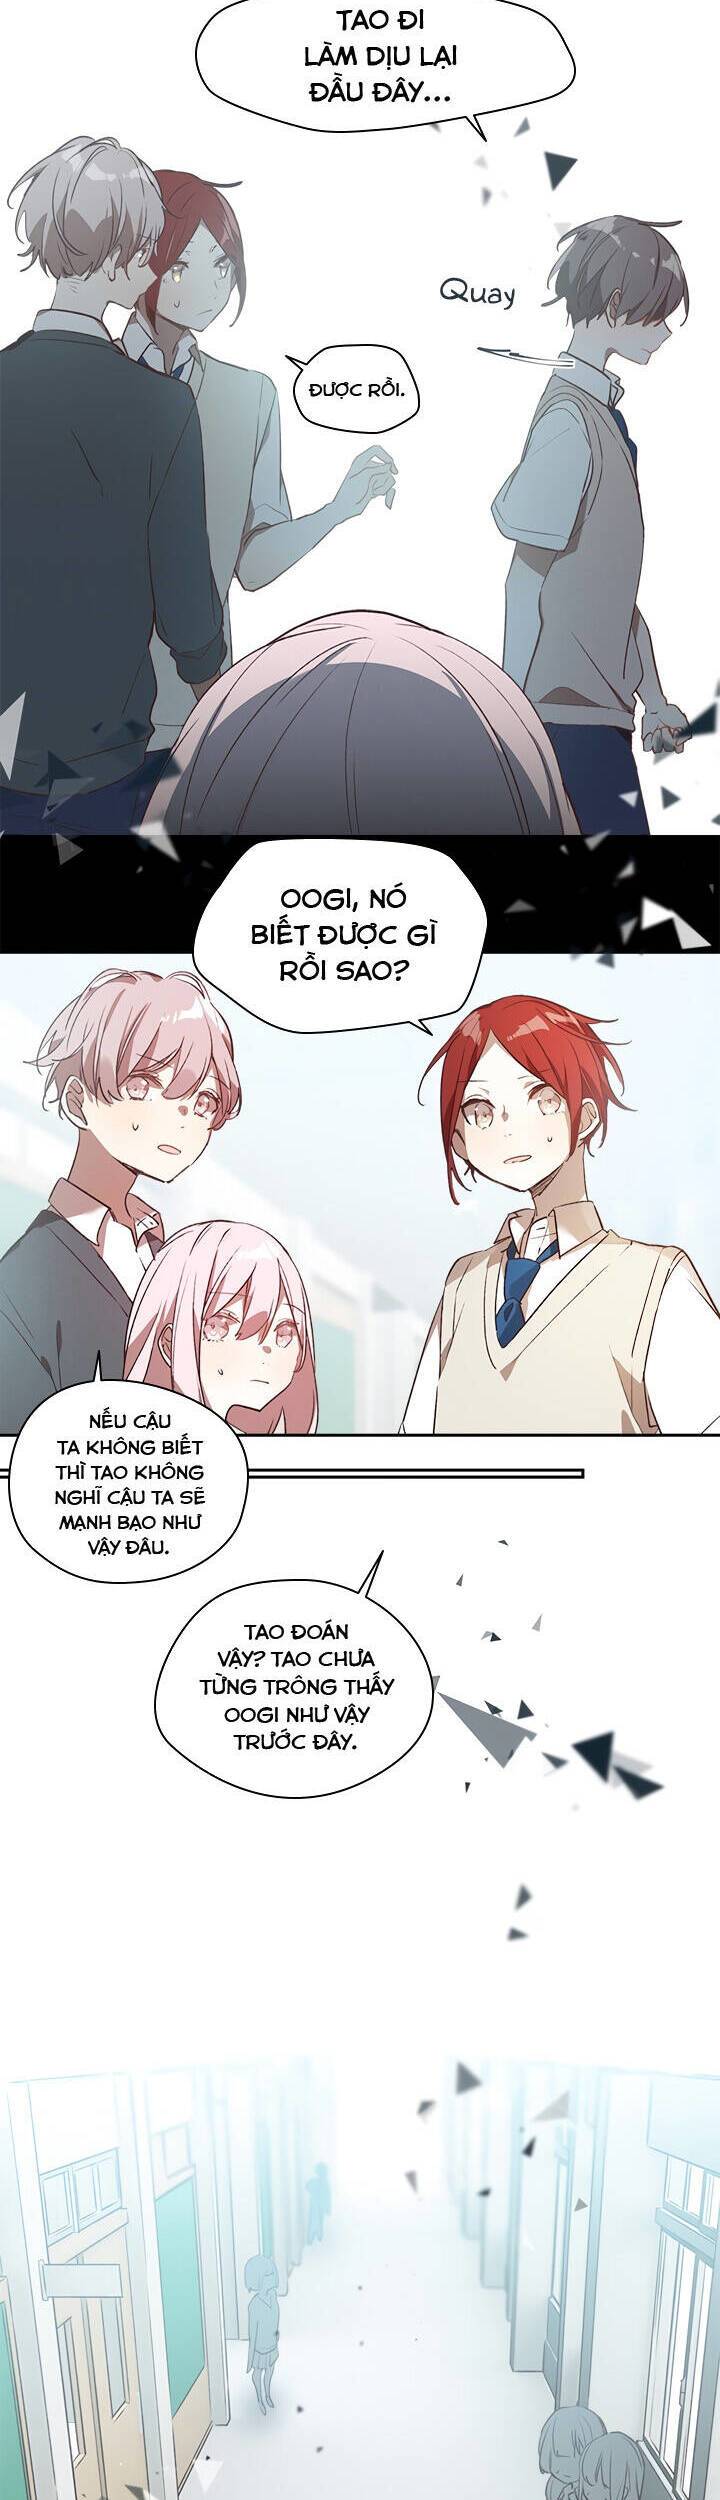 TAO ĐI
LÀM DỊU LẠI
ĐẦU ĐÂY...
Quay
ĐƯỢC RỒI.
OOGI, NÓ
BIẾT ĐƯỢC GÌ
RỒI SAO?
NẾU CẬU
TA KHÔNG BIẾT
THÌ TAO KHÔNG
NGHĨ CẬU TA SẼ
MẠNH BẠO NHƯ
VẬY ĐÂU.
TAO ĐOÁN
VẬY? TAO CHƯA
TỪNG TRÔNG THẤY
OOGI NHƯ VẬY
TRƯỚC ĐÂY.